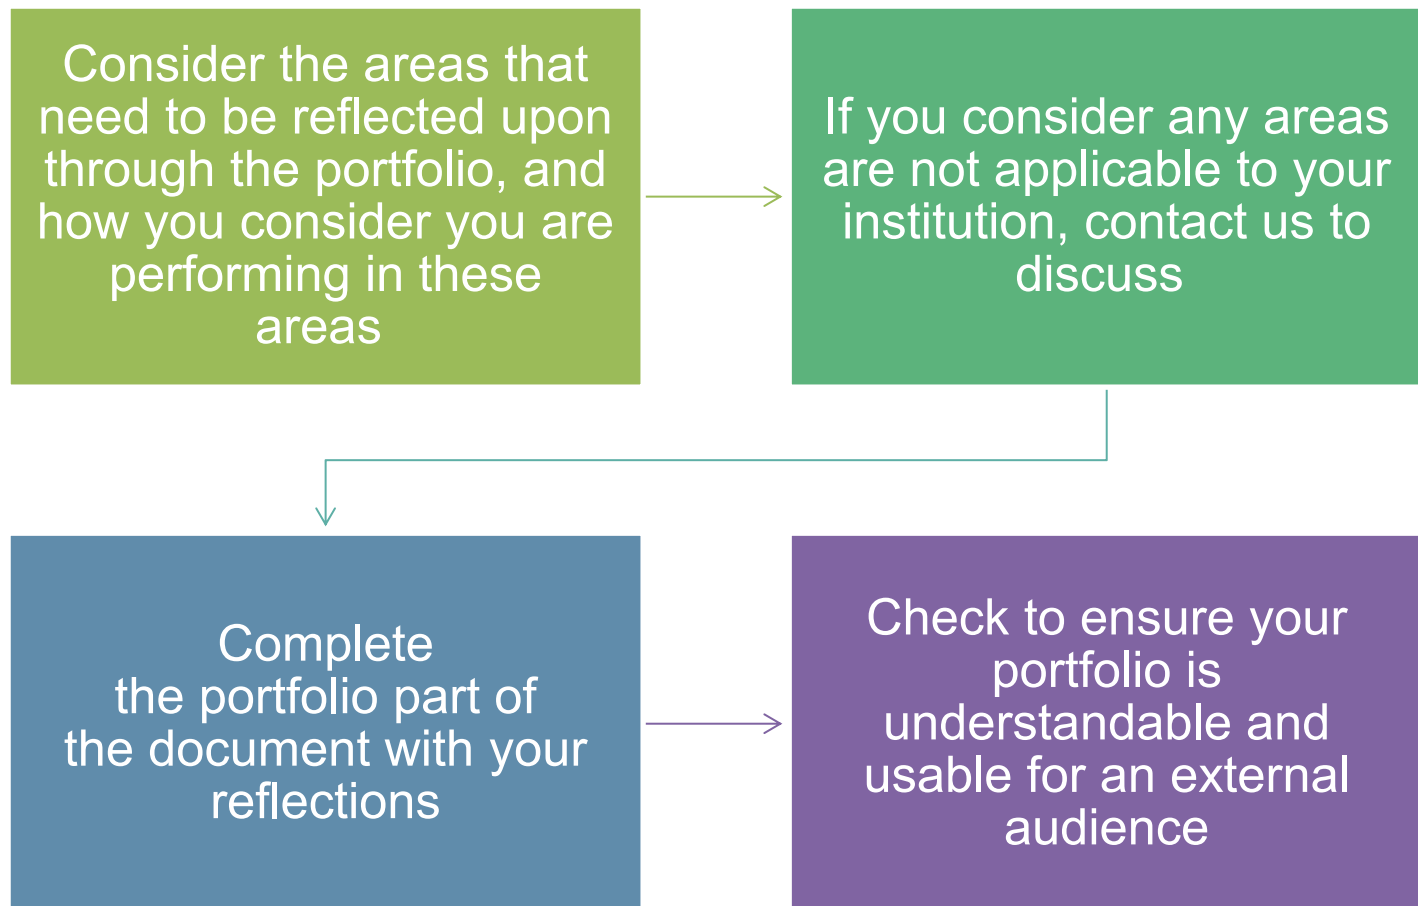 Consider the areas that
need to be reflected upon
through the portfolio, and
how you consider you are
performing in these
areas
If you consider any areas
are not applicable to your
institution, contact us to
discuss
Complete
the portfolio part of
the document with your
reflections
Check to ensure your
portfolio is
understandable and
usable for an external
audience